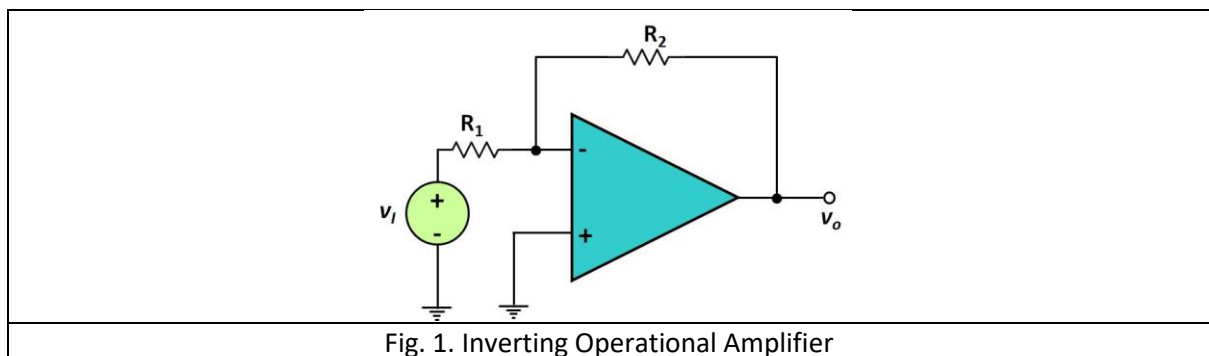 R2
R1
-
+
-
vI
+
vo
Fig. 1. Inverting Operational Amplifier